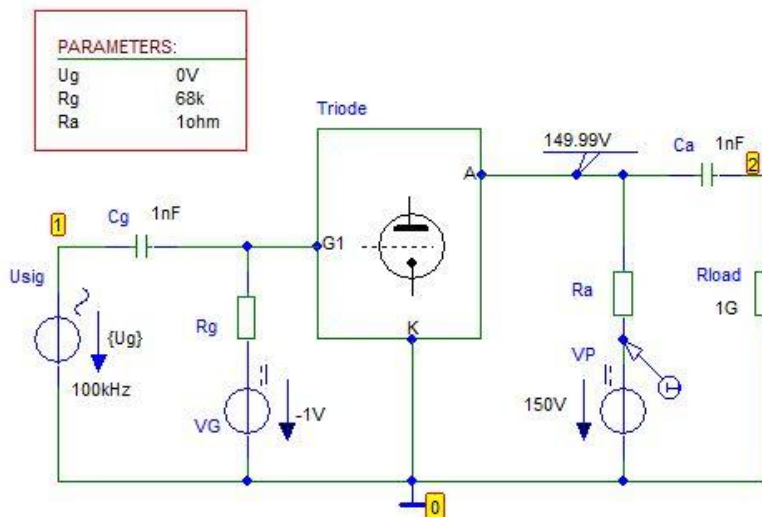 PARAMETERS:
Ug 0V
Rg 68k
Ra 1ohm
Triode
149.99V
Ca 1nF
2
A
1
Cg 1nF
G1
Usig
Rg
Ra
Rload
1G
{Ug}
K
VP
100kHz
VG
-1V
150V
I
0